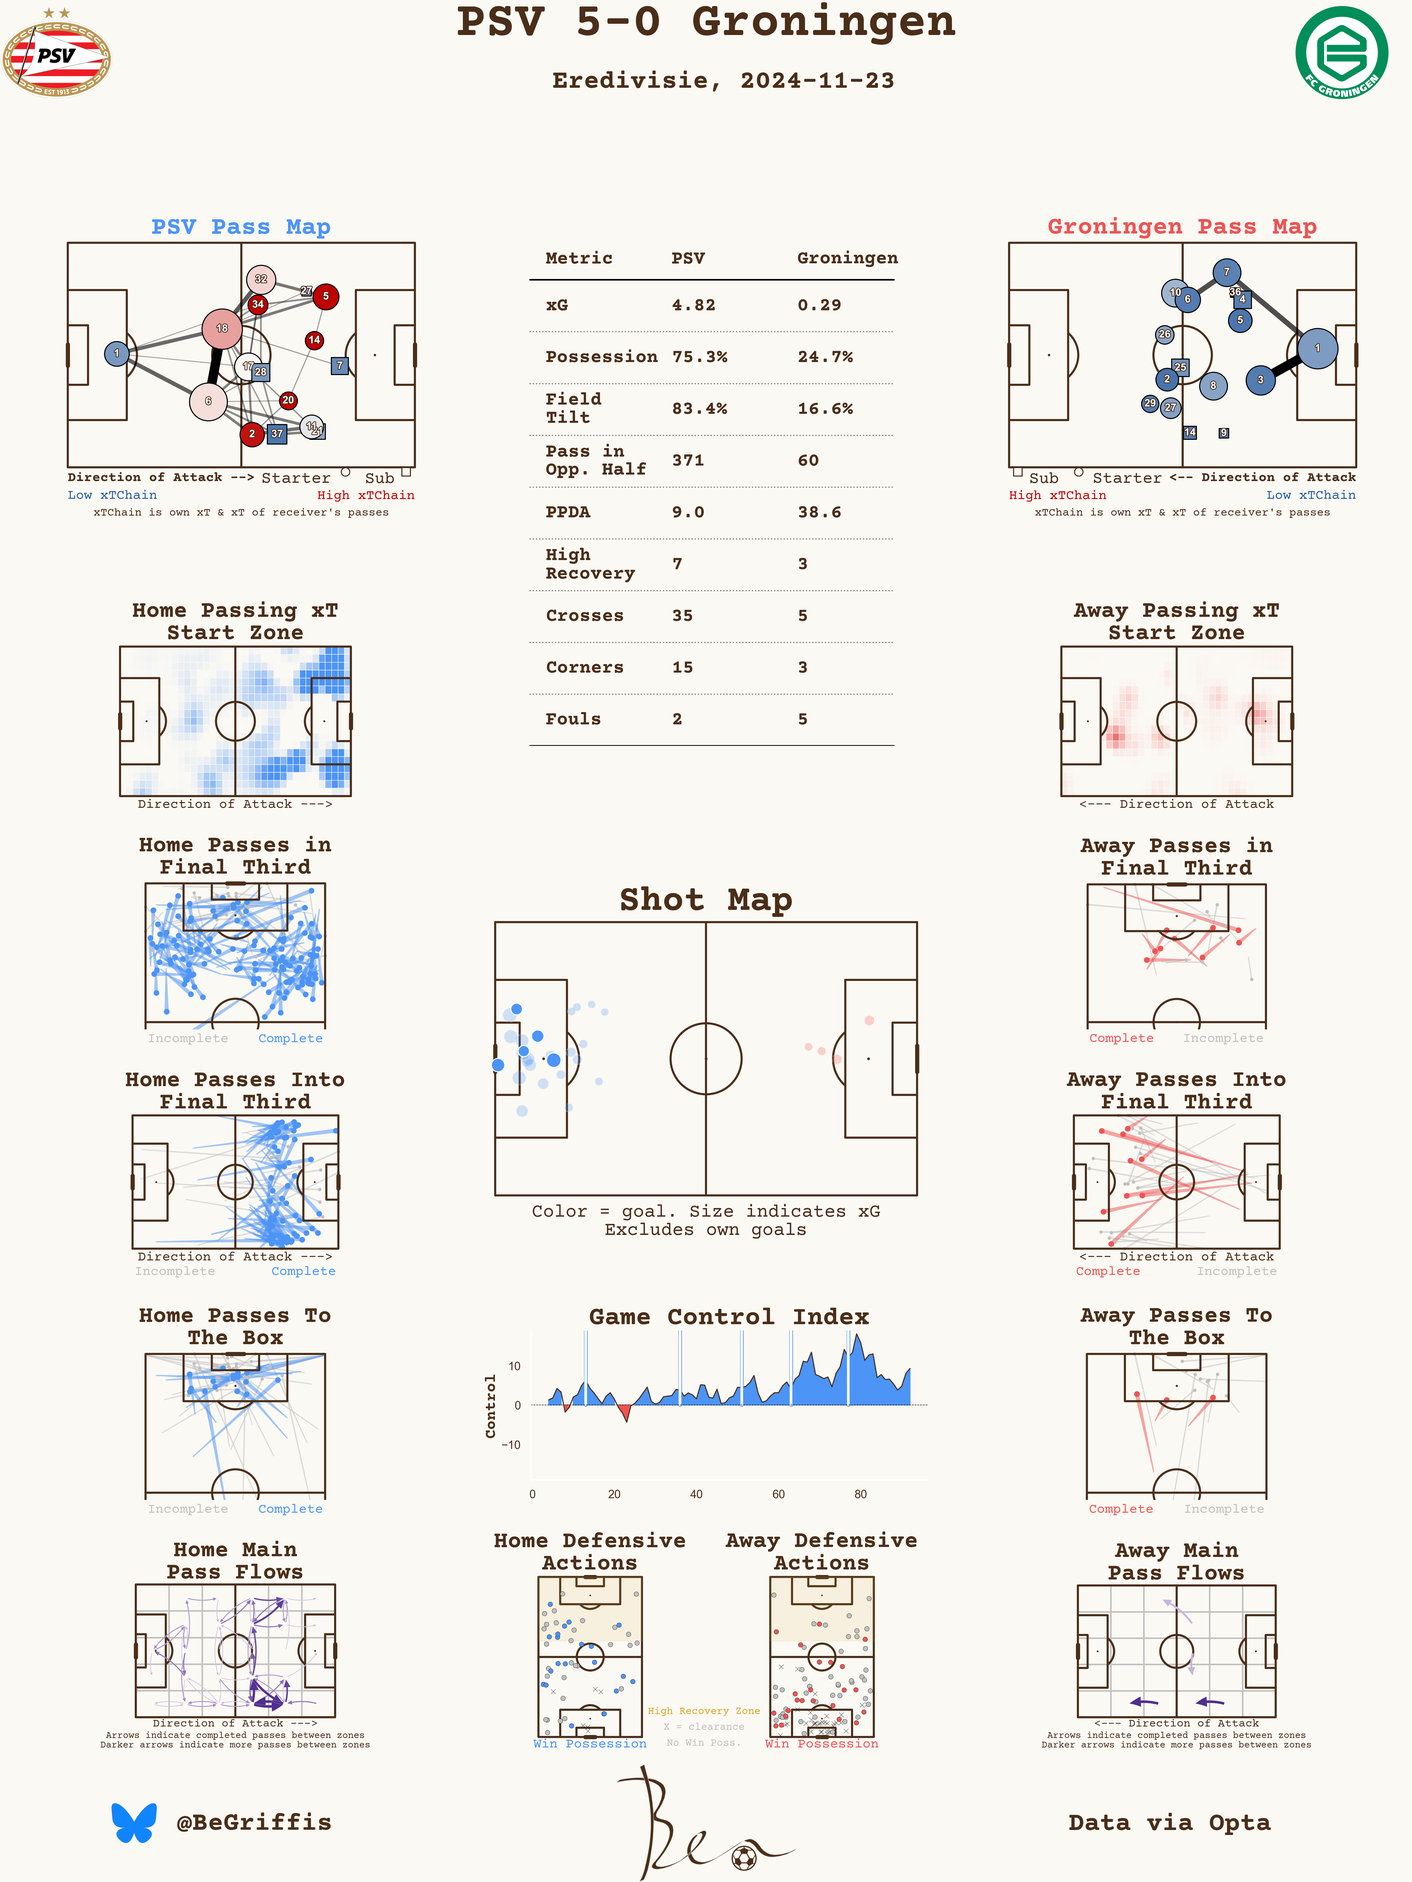 PSV 5-0 Groningen
Eredivisie, 2024-11-23
PSV
EST 1913
FC GRONINGEN
PSV Pass Map
32
27
5
34
18
14
1
17
28
7
6
20
11
2
37
21
Direction of Attack --> Starter Sub
Low xTChain High xTChain
xTChain is own xT & xT of receiver's passes
Metric PSV Groningen
xG 4.82 0.29
Possession 75.3% 24.7%
Field
Tilt 83.4% 16.6%
Pass in
Opp. Half 371 60
PPDA 9.0 38.6
High
Recovery 7 3
Crosses 35 5
Corners 15 3
Fouls 2 5
Groningen Pass Map
7
10
6
36
4
5
26
1
25
2
3
8
29
27
14
9
Sub Starter <-- Direction of Attack
High xTChain Low xTChain
xTChain is own xT & xT of receiver's passes
Home Passing xT
Start Zone
Direction of Attack --->
Away Passing xT
Start Zone
<--- Direction of Attack
Home Passes in
Final Third
Incomplete Complete
Away Passes in
Final Third
Complete Incomplete
Shot Map
Color = goal. Size indicates xG
Excludes own goals
Home Passes Into
Final Third
Direction of Attack --->
Incomplete Complete
Away Passes Into
Final Third
<--- Direction of Attack
Complete Incomplete
Home Passes To
The Box
Incomplete Complete
Game Control Index
Control
10
0
−10
0 20 40 60 80
Away Passes To
The Box
Complete Incomplete
Home Main
Pass Flows
Direction of Attack --->
Arrows indicate completed passes between zones
Darker arrows indicate more passes between zones
Home Defensive
Actions
Win Possession
High Recovery Zone
X = clearance
No Win Poss.
Away Defensive
Actions
Win Possession
Away Main
Pass Flows
<--- Direction of Attack
Arrows indicate completed passes between zones
Darker arrows indicate more passes between zones
@BeGriffis
Ben
Data via Opta